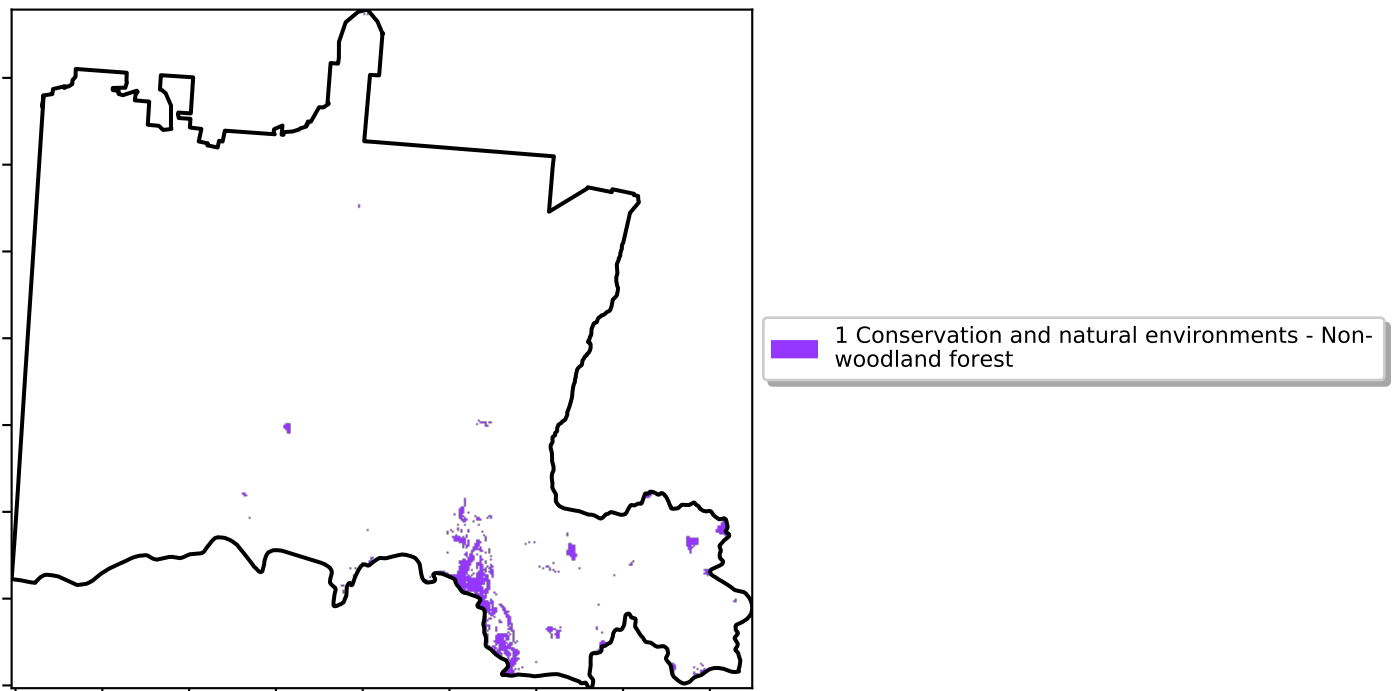 1 Conservation and natural environments - Non-
woodland forest